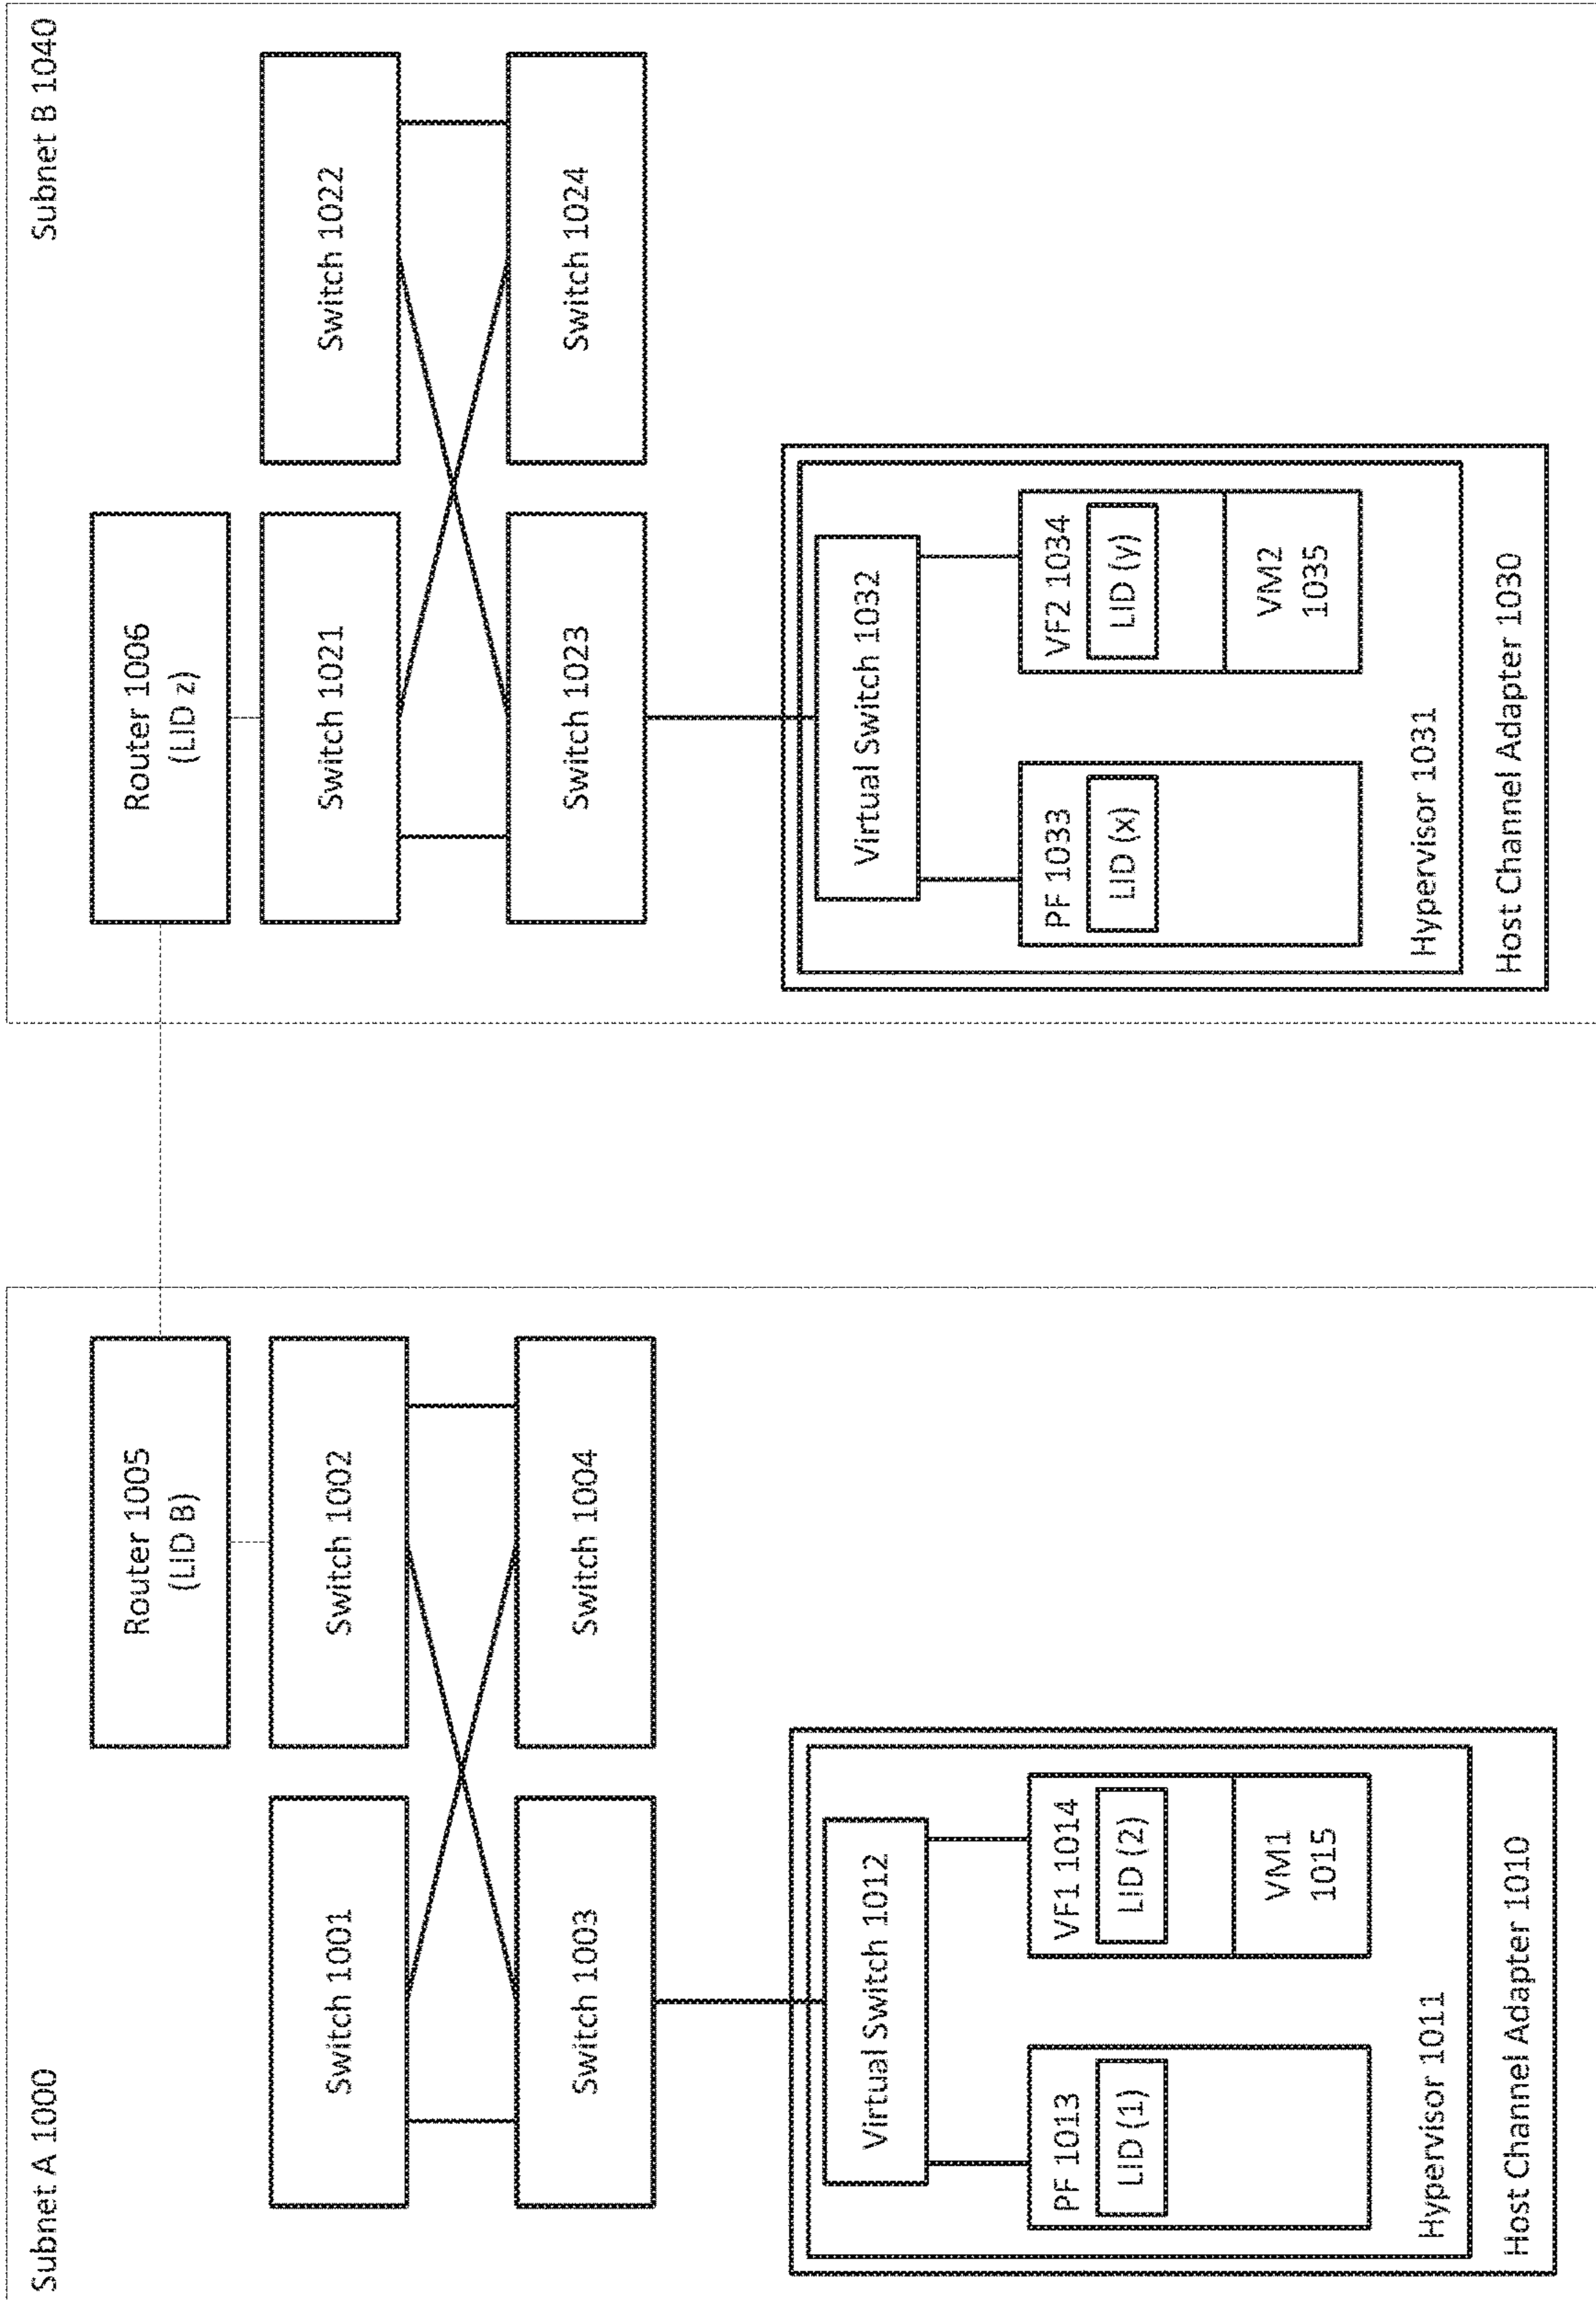 Subnet A 1000
Router 1005
(LID B)
Switch 1001
Switch 1002
Switch 1003
Switch 1004
Virtual Switch 1012
PF 1013
LID (1)
VF1 1014
LID (2)
VM1
1015
Hypervisor 1011
Host Channel Adapter 1010
Subnet B 1040
Router 1006
(LID z)
Switch 1021
Switch 1022
Switch 1023
Switch 1024
Virtual Switch 1032
PF 1033
LID (x)
VF2 1034
LID (y)
VM2
1035
Hypervisor 1031
Host Channel Adapter 1030